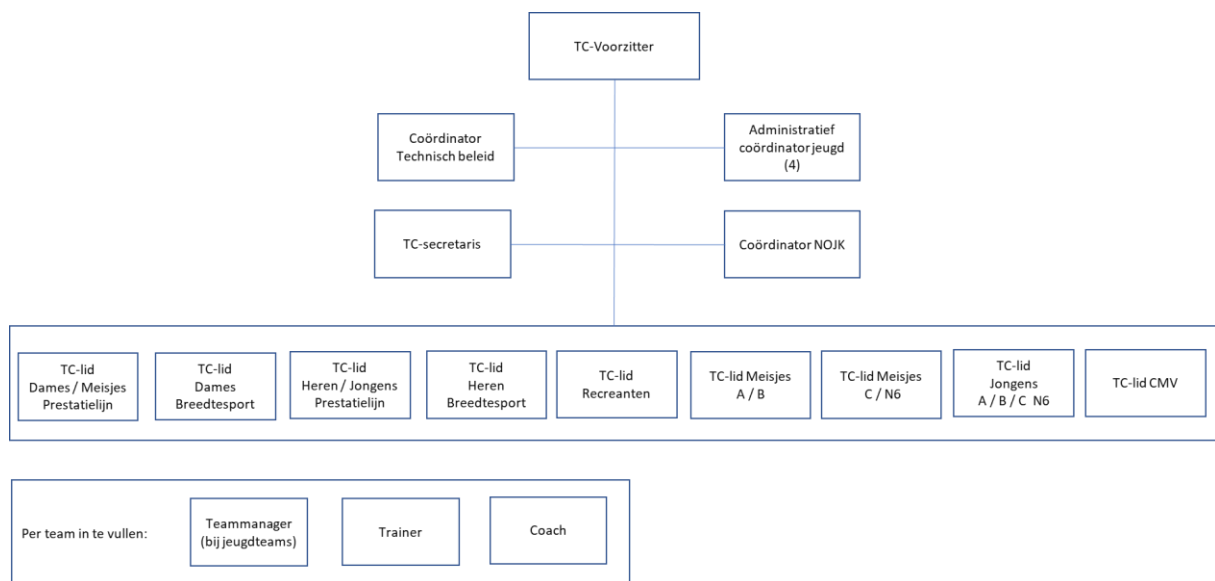 TC-Voorzitter
Coördinator
Technisch beleid
Administratief
coördinator jeugd
(4)
TC-secretaris
Coördinator NOJK
TC-lid
Dames / Meisjes
Prestatielijn
TC-lid
Dames
Breedtesport
TC-lid
Heren / Jongens
Prestatielijn
TC-lid
Heren
Breedtesport
TC-lid
Recreanten
TC-lid Meisjes
A / B
TC-lid Meisjes
C / N6
TC-lid
Jongens
A / B / C N6
TC-lid CMV
Per team in te vullen:
Teammanager
(bij jeugdteams)
Trainer
Coach